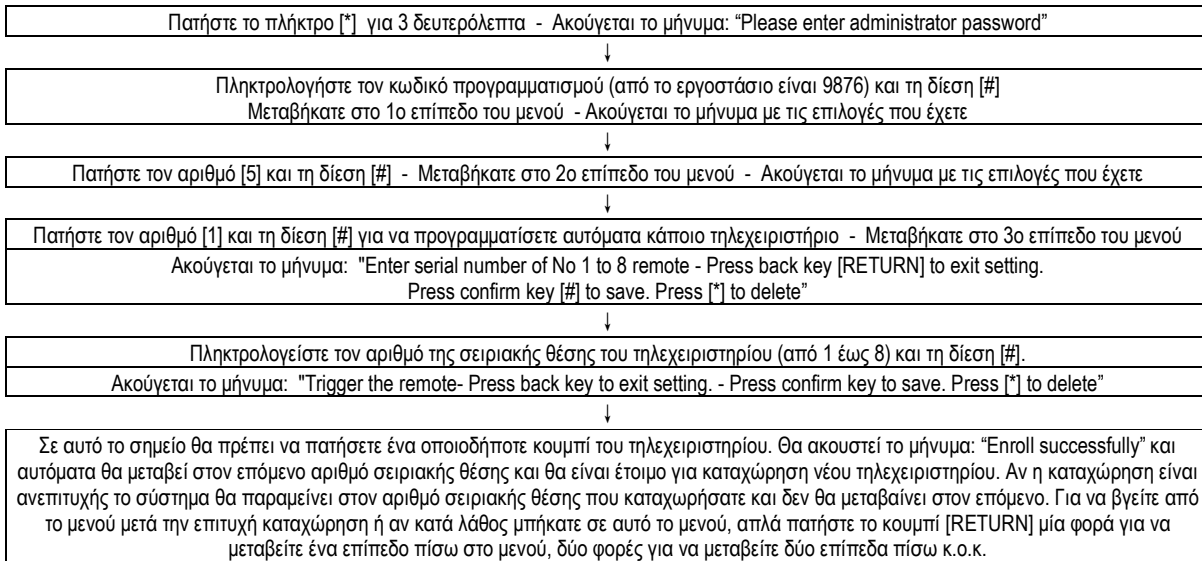 Πατήστε το πλήκτρο [*] για 3 δευτερόλεπτα - Ακούγεται το μήνυμα: “Please enter administrator password”
↓
Πληκτρολογήστε τον κωδικό προγραμματισμού (από το εργοστάσιο είναι 9876) και τη δίεση [#]
Μεταβήκατε στο 1ο επίπεδο του μενού - Ακούγεται το μήνυμα με τις επιλογές που έχετε
↓
Πατήστε τον αριθμό [5] και τη δίεση [#] - Μεταβήκατε στο 2ο επίπεδο του μενού - Ακούγεται το μήνυμα με τις επιλογές που έχετε
↓
Πατήστε τον αριθμό [1] και τη δίεση [#] για να προγραμματίσετε αυτόματα κάποιο τηλεχειριστήριο - Μεταβήκατε στο 3ο επίπεδο του μενού
Ακούγεται το μήνυμα: "Enter serial number of No 1 to 8 remote - Press back key [RETURN] to exit setting.
Press confirm key [#] to save. Press [*] to delete”
↓
Πληκτρολογείστε τον αριθμό της σειριακής θέσης του τηλεχειριστηρίου (από 1 έως 8) και τη δίεση [#].
Ακούγεται το μήνυμα: "Trigger the remote- Press back key to exit setting. - Press confirm key to save. Press [*] to delete”
↓
Σε αυτό το σημείο θα πρέπει να πατήσετε ένα οποιοδήποτε κουμπί του τηλεχειριστηρίου. Θα ακουστεί το μήνυμα: “Enroll successfully” και
αυτόματα θα μεταβεί στον επόμενο αριθμό σειριακής θέσης και θα είναι έτοιμο για καταχώρηση νέου τηλεχειριστηρίου. Αν η καταχώρηση είναι
ανεπιτυχής το σύστημα θα παραμείνει στον αριθμό σειριακής θέσης που καταχωρήσατε και δεν θα μεταβαίνει στον επόμενο. Για να βγείτε από
το μενού μετά την επιτυχή καταχώρηση ή αν κατά λάθος μπήκατε σε αυτό το μενού, απλά πατήστε το κουμπί [RETURN] μία φορά για να
μεταβείτε ένα επίπεδο πίσω στο μενού, δύο φορές για να μεταβείτε δύο επίπεδα πίσω κ.ο.κ.